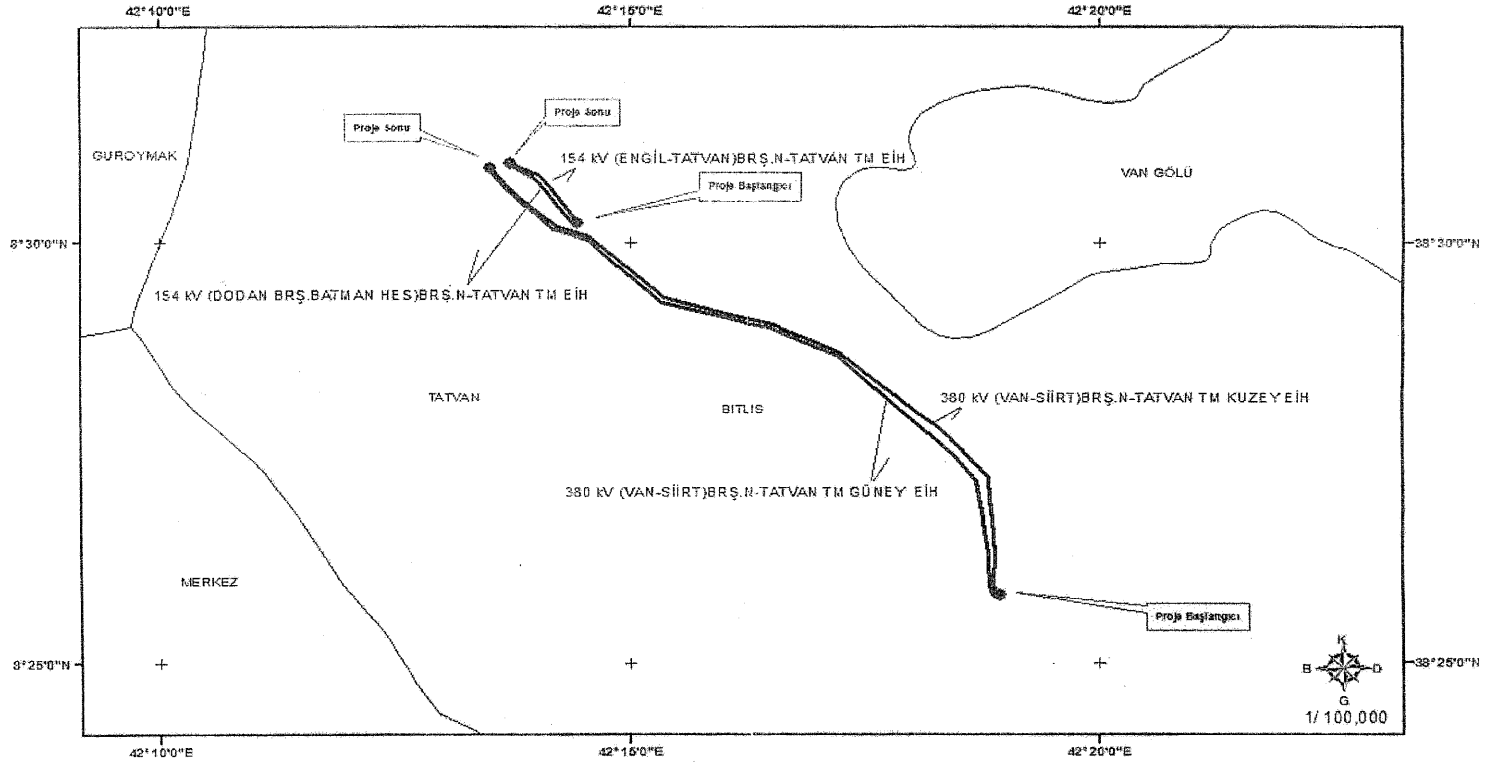 42°10'0"E
42°15'0"E
42°20'0"E
Proje Sonu
Proje Sonu
GUROYMAK
154 kV (ENGİL-TATVAN)BRŞ.N-TATVAN TM EİH
VAN GÖLÜ
Proje Başlangıcı
8°30'0"N
38°30'0"N
154 kV (DODAN BRŞ.BATMAN HES)BRŞ.N-TATVAN TM EİH
TATVAN
BITLIS
380 kV (VAN-SİİRT)BRŞ.N-TATVAN TM KUZEY EİH
380 kV (VAN-SİİRT)BRŞ.N-TATVAN TM GÜNEY EİH
MERKEZ
Proje Başlangıcı
K
8°25'0"N
B
D
38°25'0"N
G
1/ 100,000
42°10'0"E
42°15'0"E
42°20'0"E